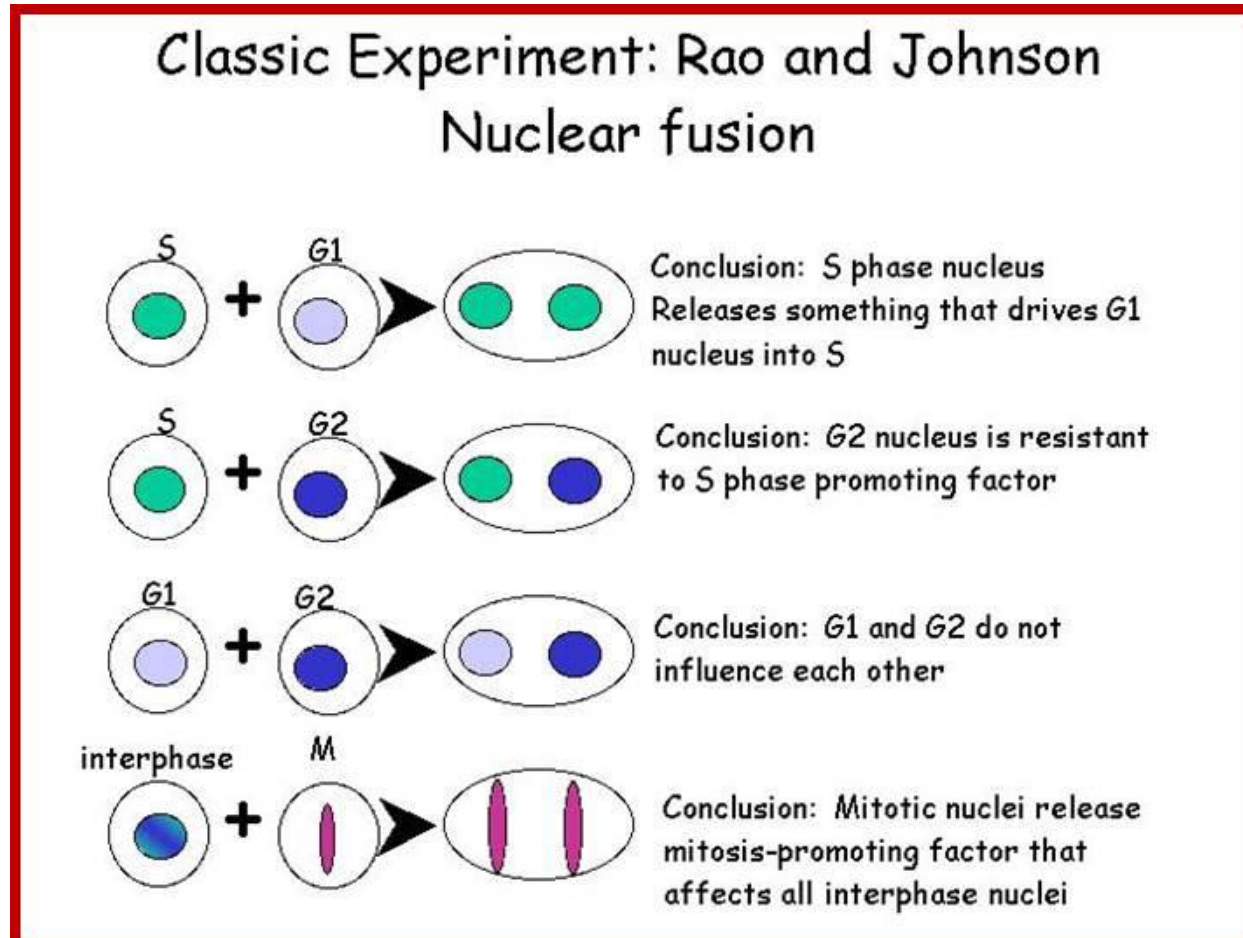 Classic Experiment: Rao and Johnson
Nuclear fusion
S
+
G1
Conclusion: S phase nucleus
Releases something that drives G1
nucleus into S
S
+
G2
Conclusion: G2 nucleus is resistant
to S phase promoting factor
G1
+
G2
Conclusion: G1 and G2 do not
influence each other
interphase
+
M
Conclusion: Mitotic nuclei release
mitosis-promoting factor that
affects all interphase nuclei